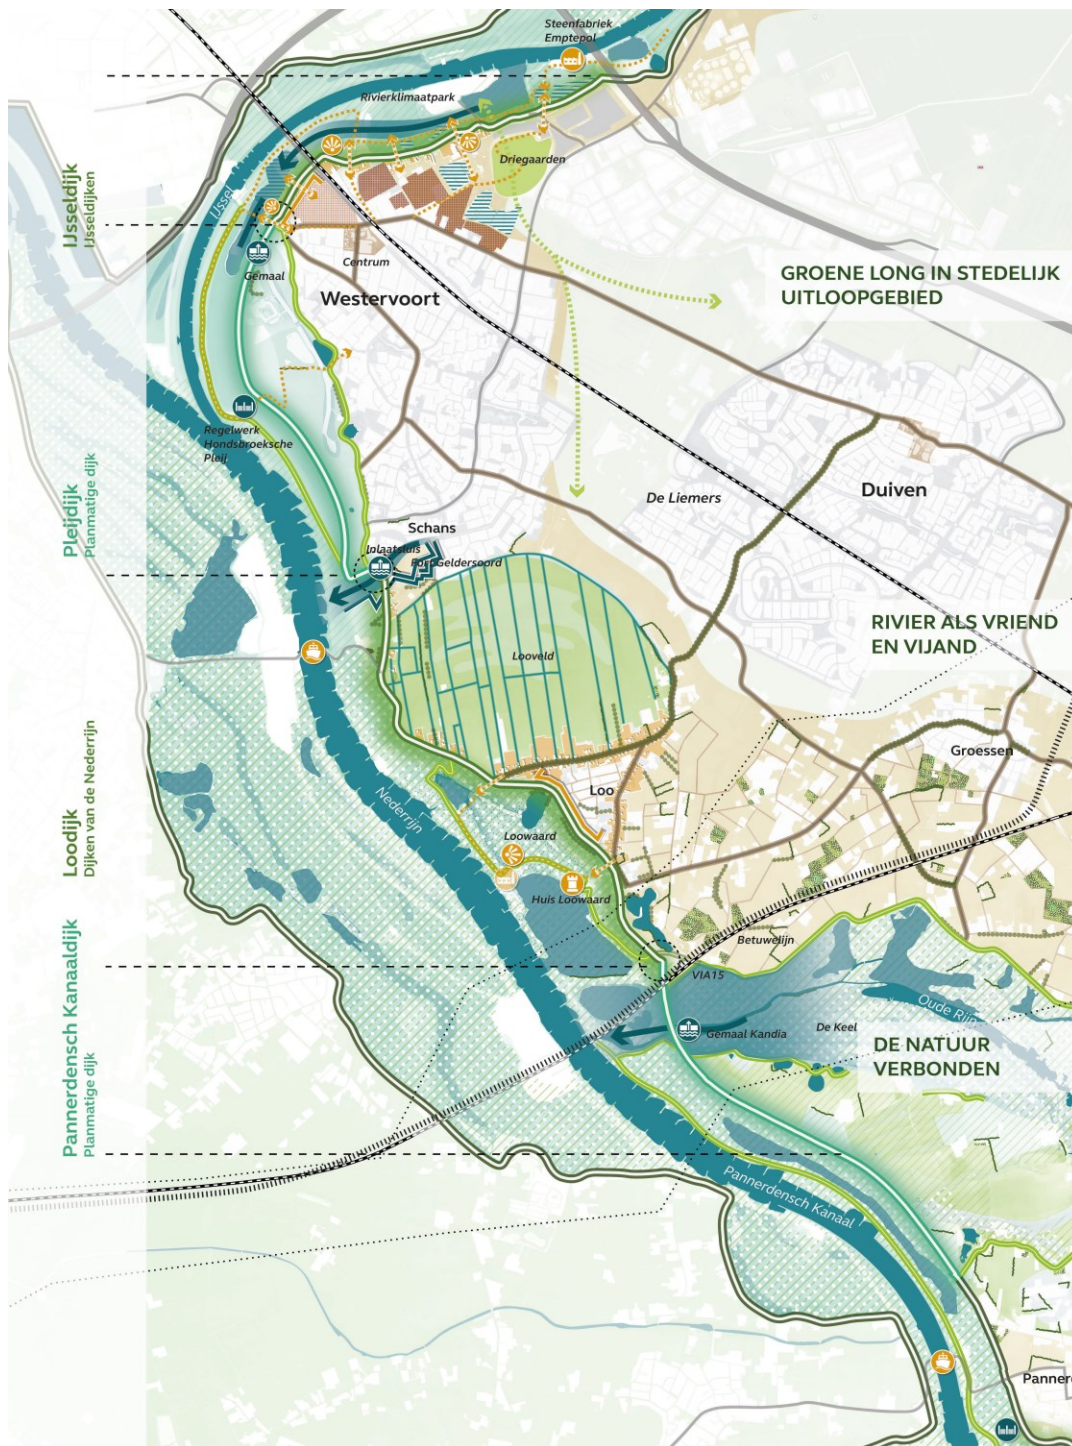 Steenfabriek
Emptepol
Rivierklimaatpark
Driegaarden
IJsseldijk
IJsseldijken
IJssel
Gemaal
Centrum
Westervoort
GROENE LONG IN STEDELIJK
UITLOOPGEBIED
Regelwerk
Hondsbroeksche
Pleij
Pleijdijk
Planmatige dijk
De Liemers
Duiven
Schans
Inlaatsluis
Fort Geldersoord
RIVIER ALS VRIEND
EN VIJAND
Looveld
Loodijk
Dijken van de Nederrijn
Nederrijn
Groessen
Loo
Loowaard
Huis Loowaard
Betuwelijn
VIA15
Pannerdensch Kanaaldijk
Planmatige dijk
Oude Rijn
Gemaal Kandia
De Keel
DE NATUUR
VERBONDEN
Pannerdensch Kanaal
Pannerd